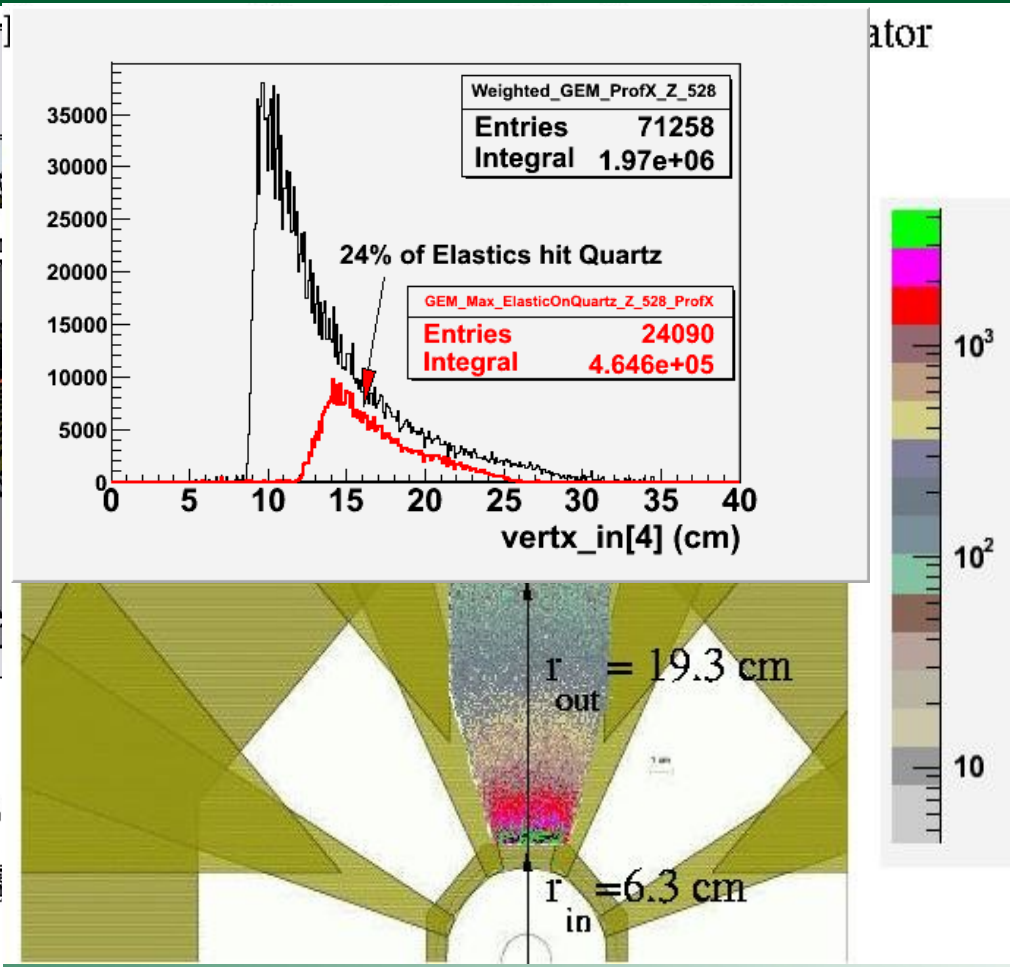 ator
Weighted_GEM_ProfX_Z_528
Entries 71258
Integral 1.97e+06
35000
30000
25000
20000
15000
10000
5000
0
24% of Elastics hit Quartz
GEM_Max_ElasticOnQuartz_Z_528_ProfX
Entries 24090
Integral 4.646e+05
0 5 10 15 20 25 30 35 40
vertx_in[4] (cm)
10³
10²
10
r out = 19.3 cm
r in =6.3 cm